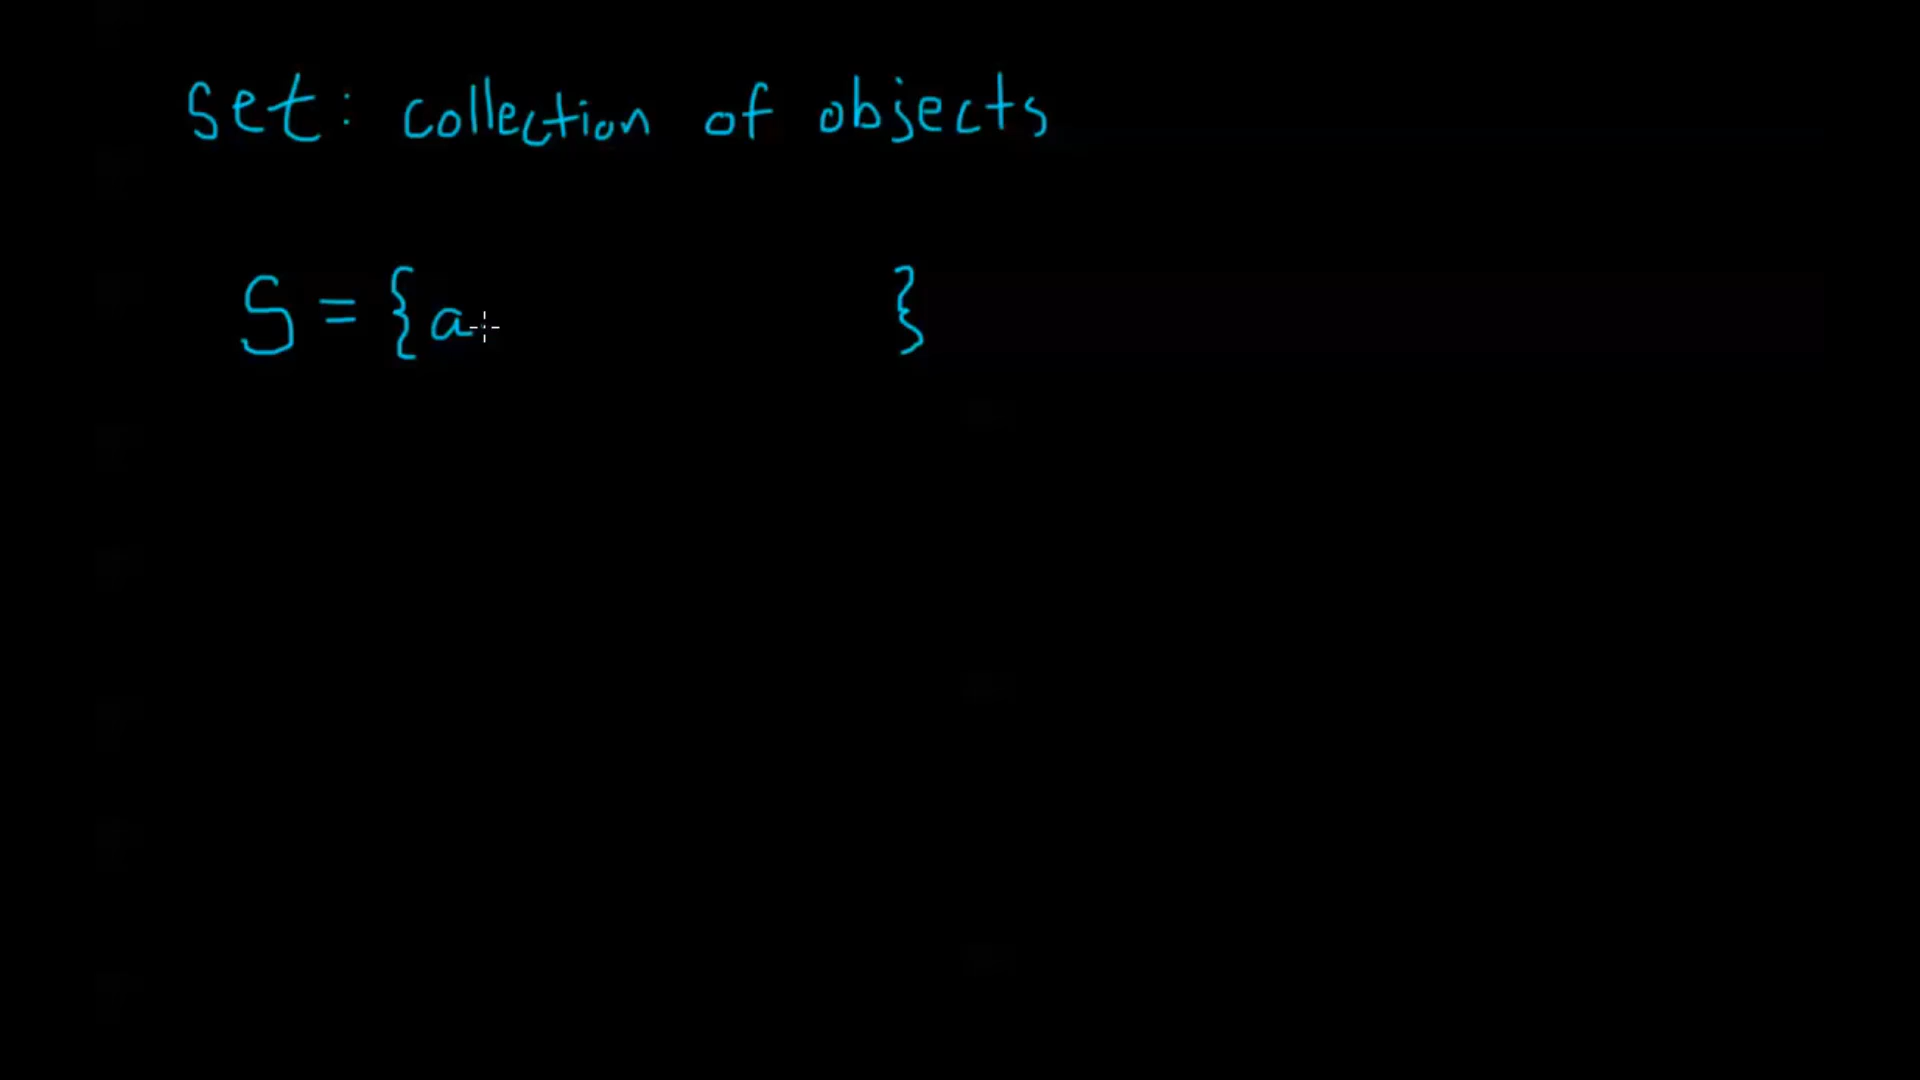 Set: collection of objects
S = {a }